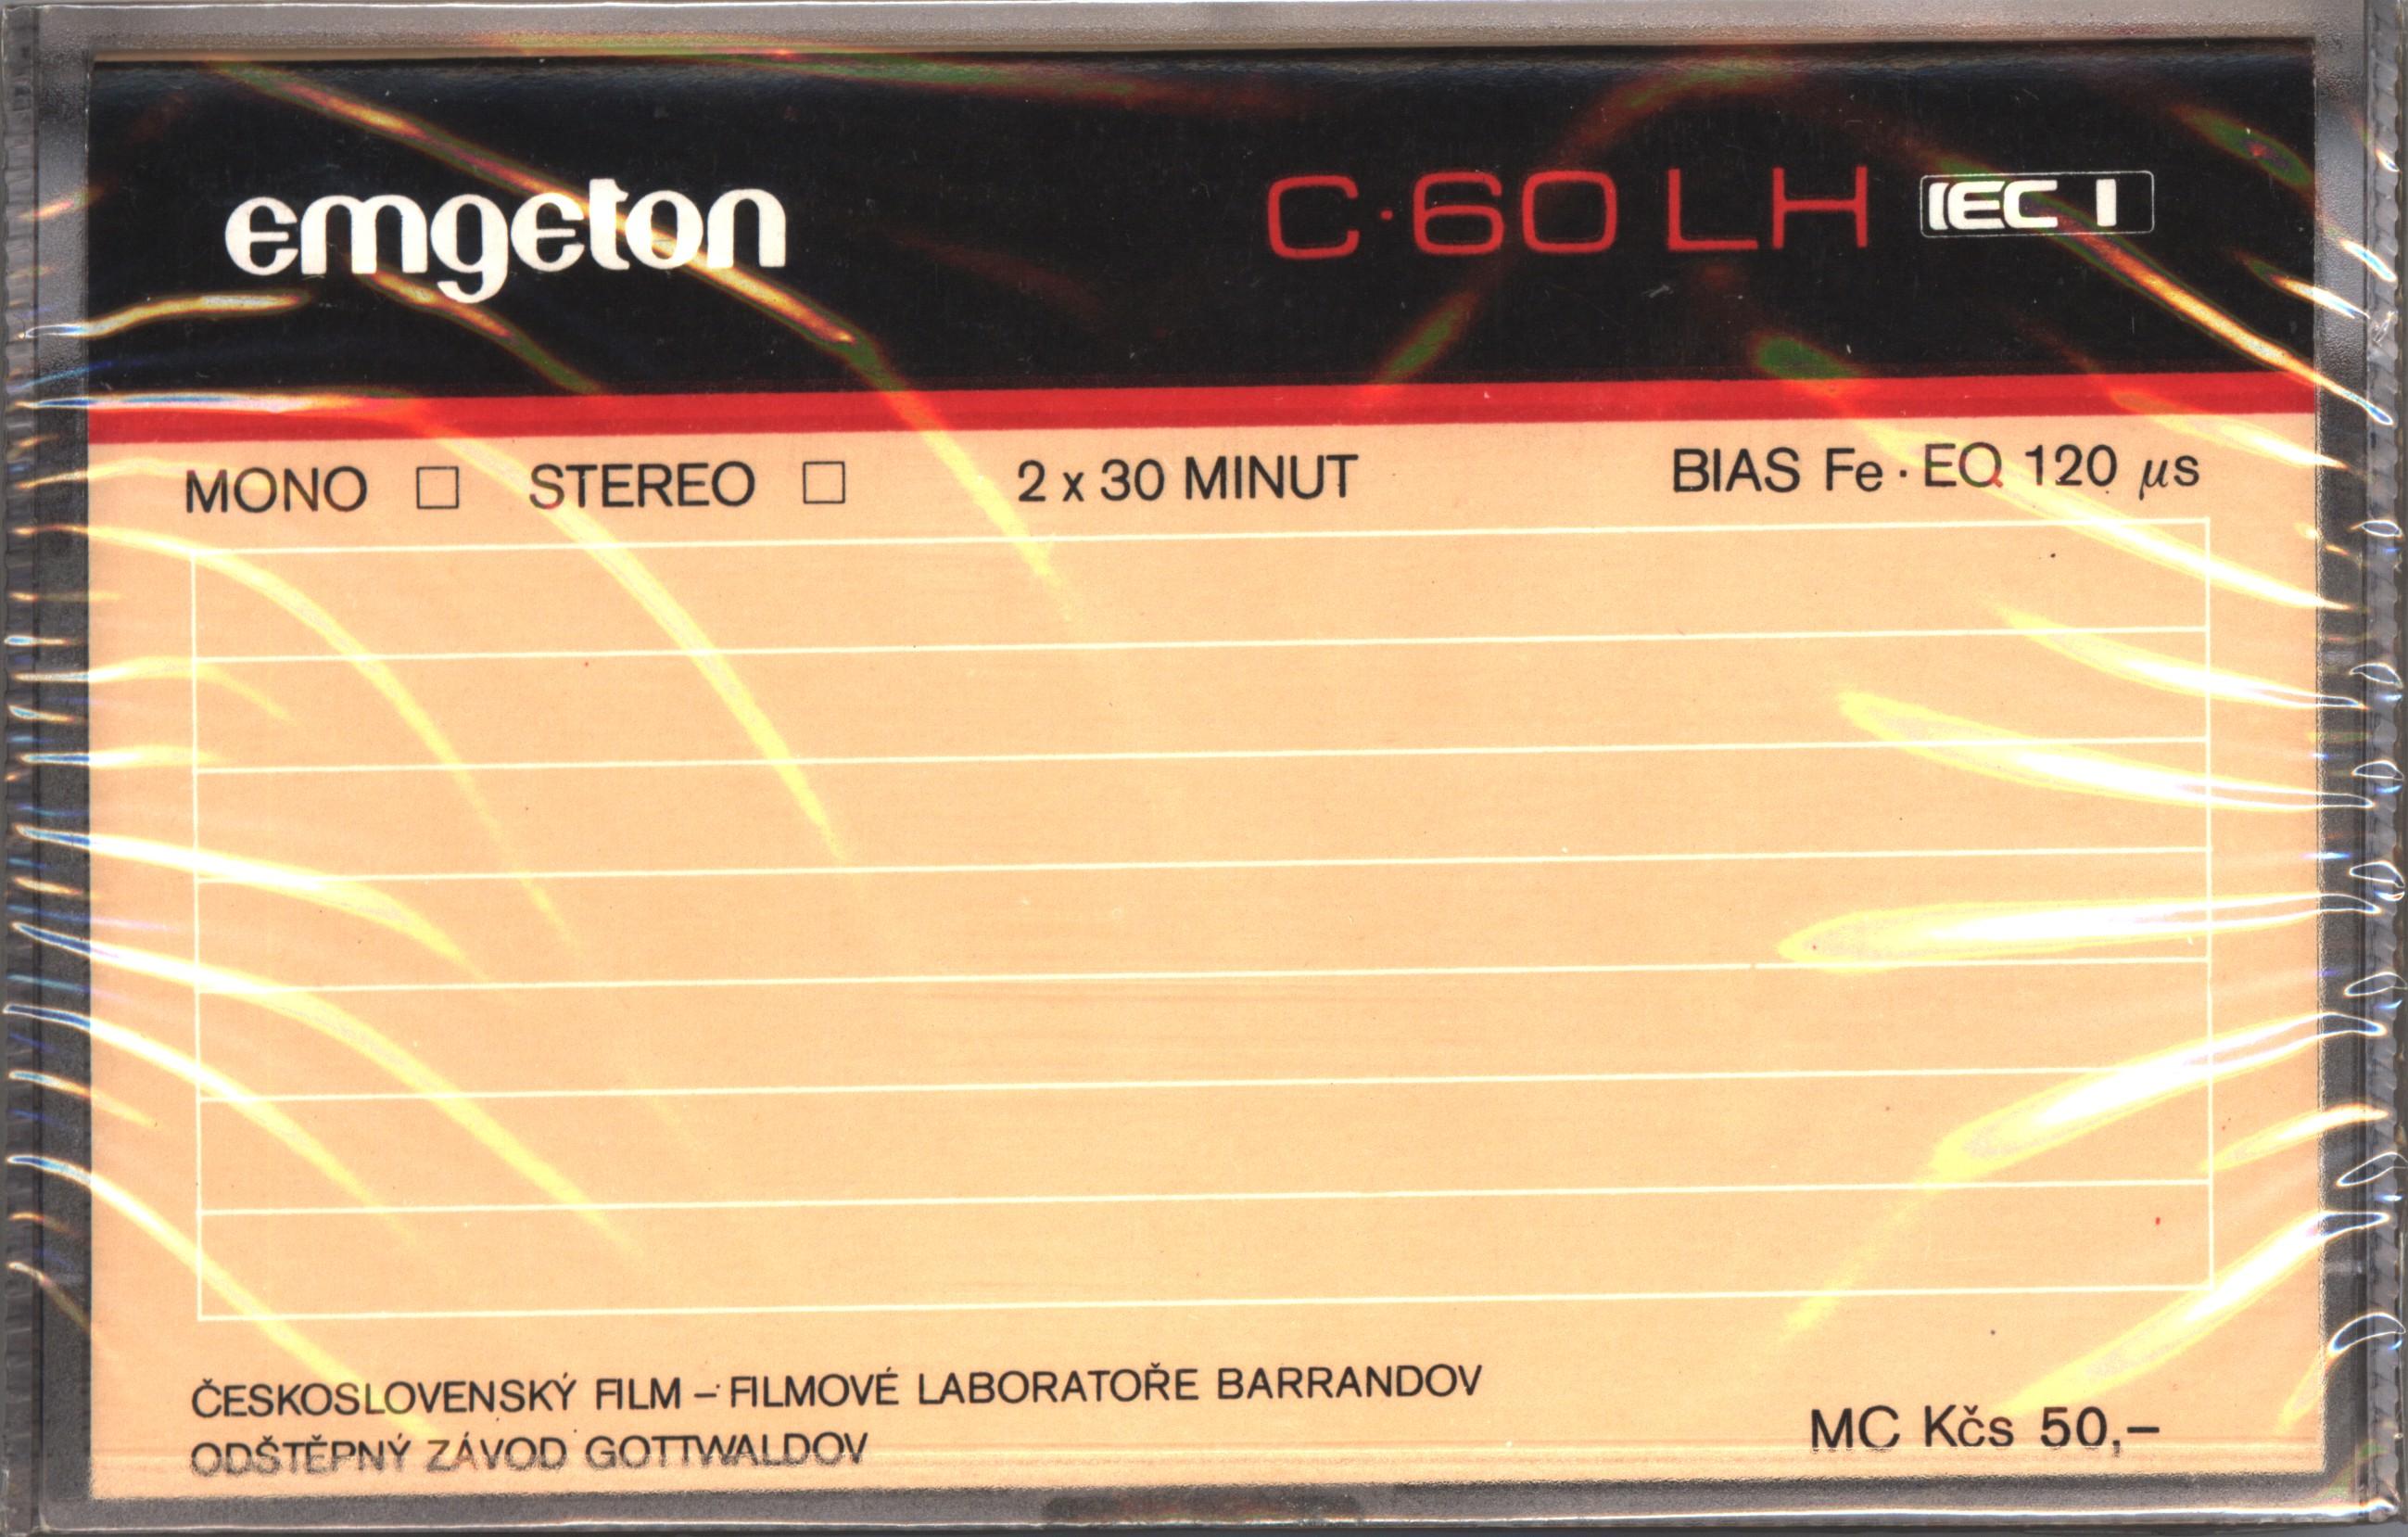 emgeton C·60 LH IEC I
MONO □ STEREO □ 2 x 30 MINUT BIAS Fe · EQ 120 µs
ČESKOSLOVENSKÝ FILM – FILMOVÉ LABORATOŘE BARRANDOV
ODŠTĚPNÝ ZÁVOD GOTTWALDOV
MC Kčs 50,–